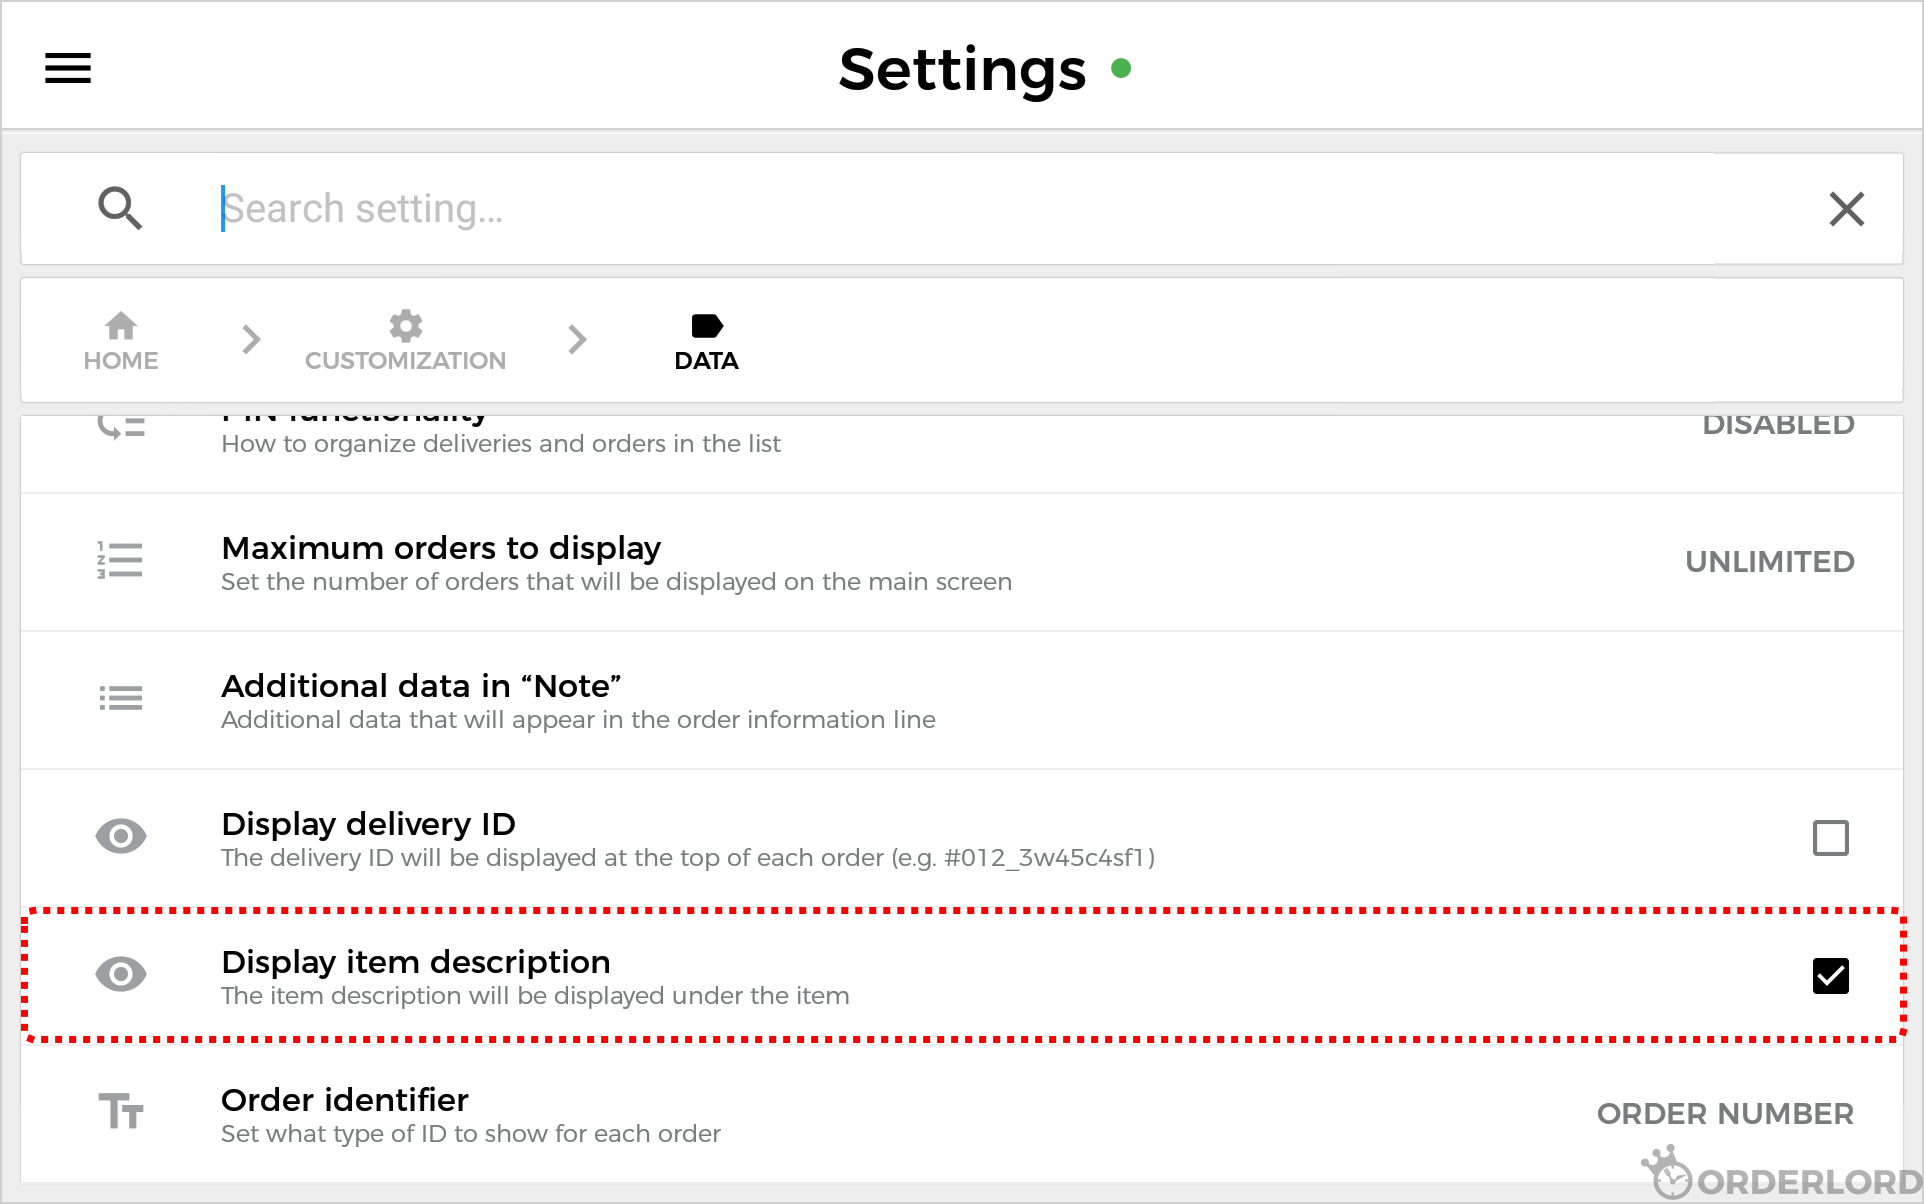 Settings
Search setting...
HOME
CUSTOMIZATION
DATA
PIN functionality
DISABLED
How to organize deliveries and orders in the list
Maximum orders to display
UNLIMITED
Set the number of orders that will be displayed on the main screen
Additional data in “Note”
Additional data that will appear in the order information line
Display delivery ID
The delivery ID will be displayed at the top of each order (e.g. #012_3w45c4sf1)
Display item description
The item description will be displayed under the item
Order identifier
ORDER NUMBER
Set what type of ID to show for each order
ORDERLORD